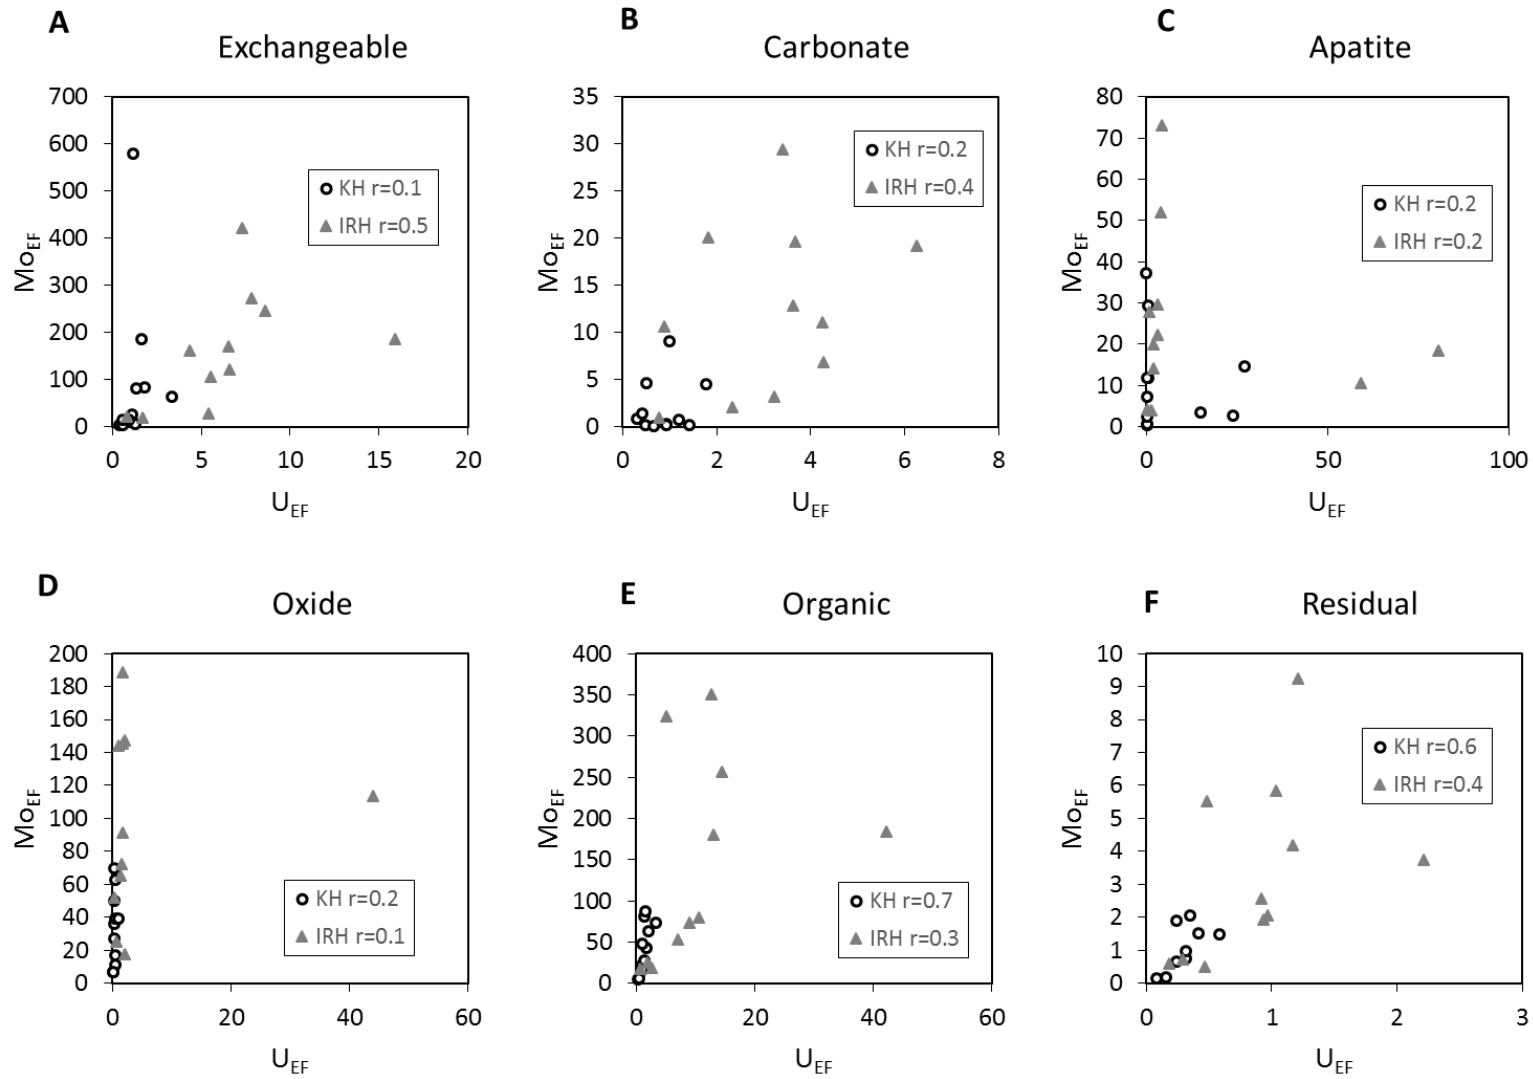 A
Exchangeable
700
600
500
400
300
200
100
0
0 5 10 15 20
Mo_EF
U_EF
KH r=0.1
IRH r=0.5
B
Carbonate
35
30
25
20
15
10
5
0
0 2 4 6 8
Mo_EF
U_EF
KH r=0.2
IRH r=0.4
C
Apatite
80
70
60
50
40
30
20
10
0
0 50 100
Mo_EF
U_EF
KH r=0.2
IRH r=0.2
D
Oxide
200
180
160
140
120
100
80
60
40
20
0
0 20 40 60
Mo_EF
U_EF
KH r=0.2
IRH r=0.1
E
Organic
400
350
300
250
200
150
100
50
0
0 20 40 60
Mo_EF
U_EF
KH r=0.7
IRH r=0.3
F
Residual
10
9
8
7
6
5
4
3
2
1
0
0 1 2 3
Mo_EF
U_EF
KH r=0.6
IRH r=0.4